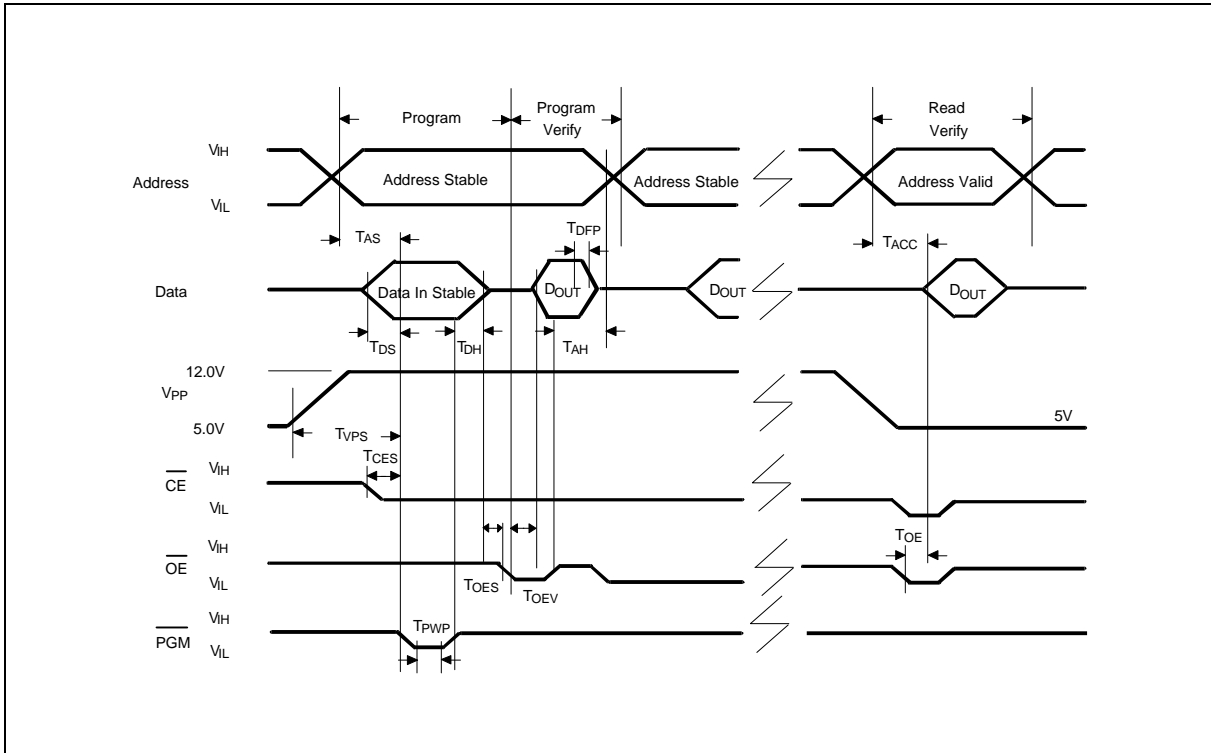 Program
Program
Verify
Read
Verify
VIH
Address
VIL
Address Stable
Address Stable
Address Valid
TAS
TDFP
TACC
Data
Data In Stable
DOUT
DOUT
DOUT
TDS
TDH
TAH
12.0V
VPP
5.0V
5V
TVPS
TCES
VIH
CE
VIL
TOE
VIH
OE
VIL
TOES
TOEV
VIH
PGM
VIL
TPWP